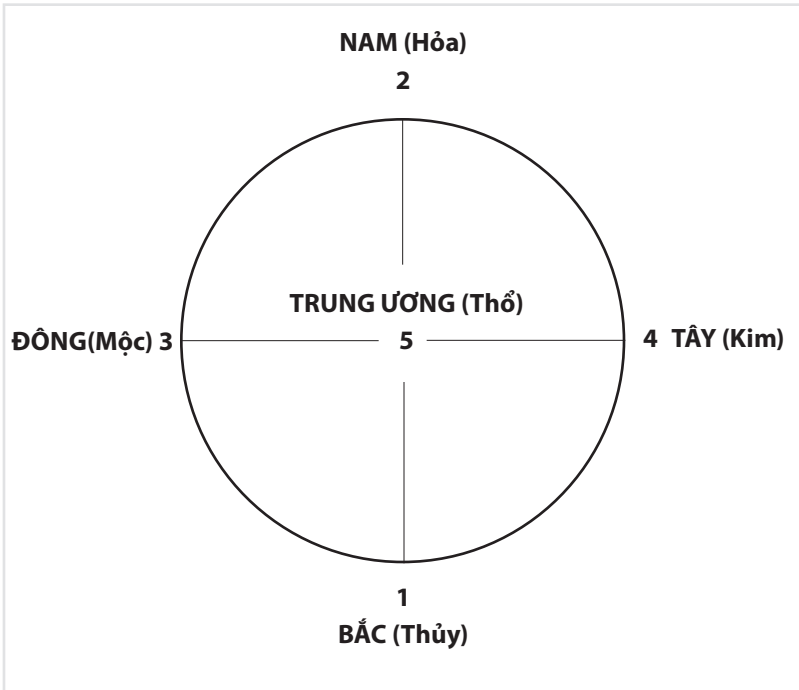 NAM (Hỏa)
2
TRUNG ƯƠNG (Thổ)
ĐÔNG(Mộc) 3
5
4 TÂY (Kim)
1
BẮC (Thủy)